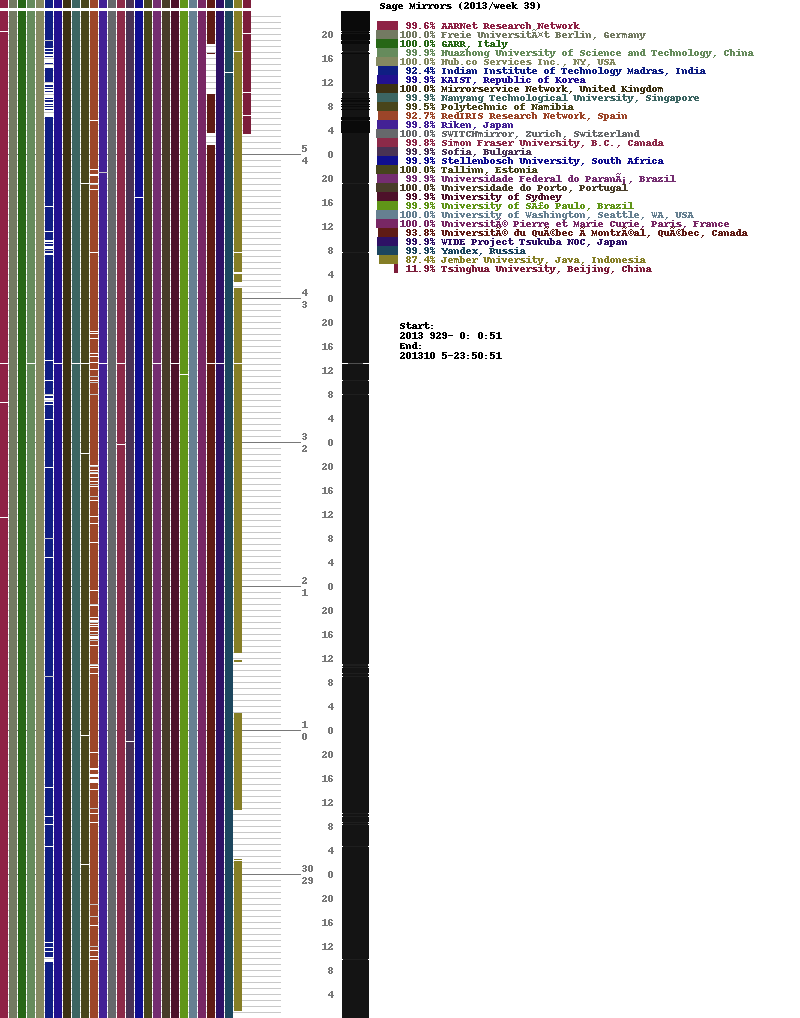 Sage Mirrors (2013/week 39)
99.6% AARNet Research Network
100.0% Freie UniversitÃ¤t Berlin, Germany
100.0% GARR, Italy
99.9% Huazhong University of Science and Technology, China
100.0% Hub.co Services Inc., NY, USA
92.4% Indian Institute of Technology Madras, India
99.9% KAIST, Republic of Korea
100.0% Mirrorservice Network, United Kingdom
99.9% Nanyang Technological University, Singapore
99.5% Polytechnic of Namibia
92.7% RedIRIS Research Network, Spain
99.8% Riken, Japan
100.0% SWITCHmirror, Zurich, Switzerland
99.8% Simon Fraser University, B.C., Canada
99.9% Sofia, Bulgaria
99.9% Stellenbosch University, South Africa
100.0% Tallinn, Estonia
99.9% Universidade Federal do ParanÃ¡, Brazil
100.0% Universidade do Porto, Portugal
99.9% University of Sydney
99.9% University of SÃ£o Paulo, Brazil
100.0% University of Washington, Seattle, WA, USA
100.0% UniversitÃ© Pierre et Marie Curie, Paris, France
93.8% UniversitÃ© du QuÃ©bec A MontrÃ©al, QuÃ©bec, Canada
99.9% WIDE Project Tsukuba NOC, Japan
99.9% Yandex, Russia
87.4% Jember University, Java, Indonesia
11.9% Tsinghua University, Beijing, China
Start:
2013 929- 0: 0:51
End:
201310 5-23:50:51
20
16
12
8
4
5
0
4
20
16
12
8
4
4
0
3
20
16
12
8
4
3
0
2
20
16
12
8
4
2
0
1
20
16
12
8
4
1
0
0
20
16
12
8
4
30
0
29
20
16
12
8
4